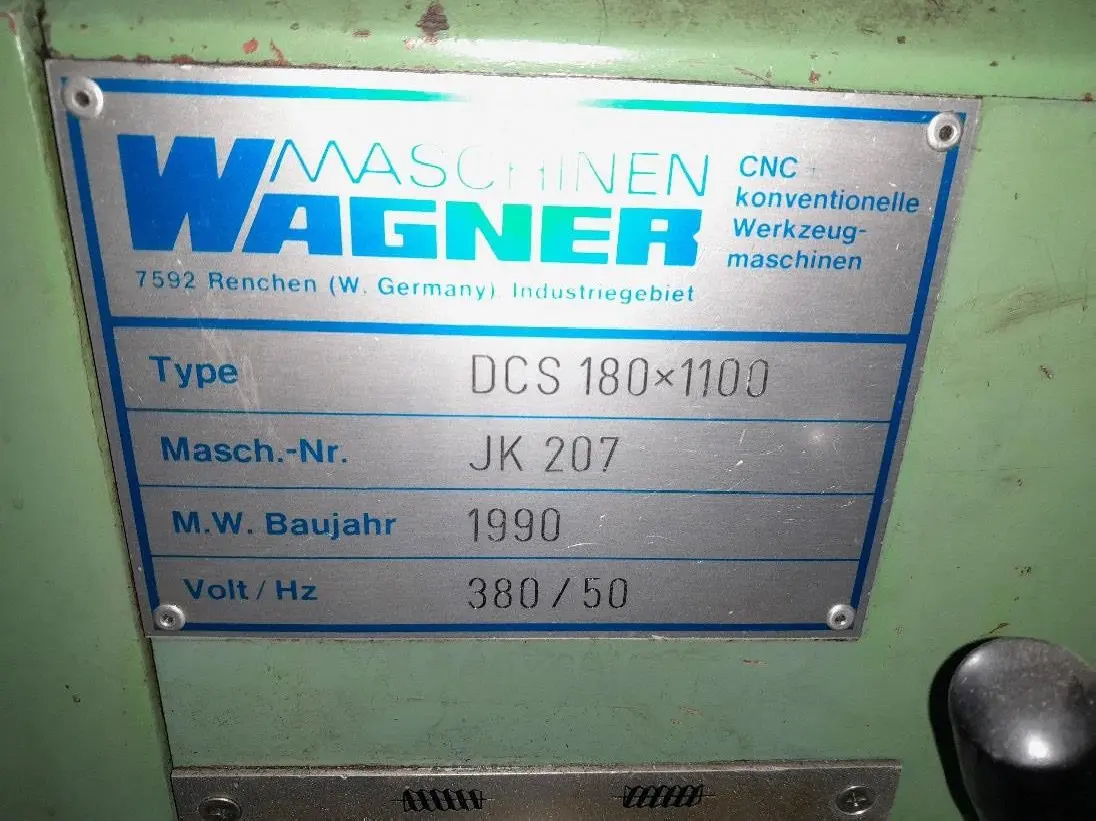 MASCHINEN
WAGNER
7592 Renchen (W. Germany) Industriegebiet
CNC +
konventionelle
Werkzeug-
maschinen
Type DCS 180×1100
Masch.-Nr. JK 207
M.W. Baujahr 1990
Volt / Hz 380 / 50